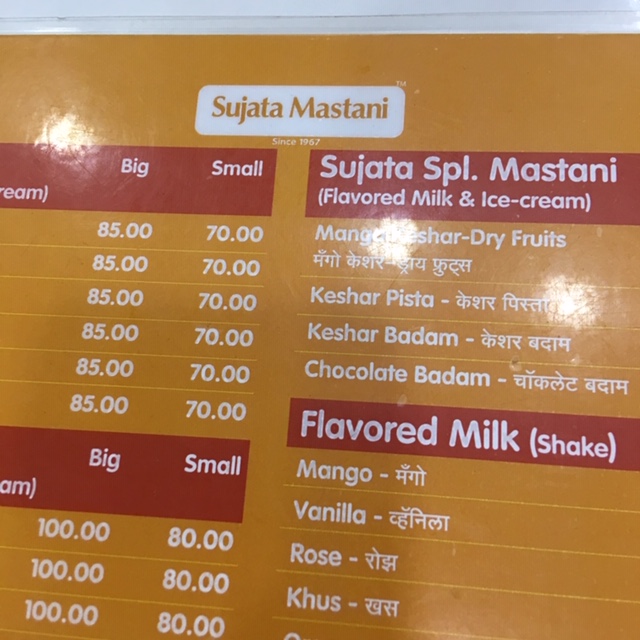 Sujata Mastani
TM
Since 1967
Big Small
ream)
85.00 70.00
85.00 70.00
85.00 70.00
85.00 70.00
85.00 70.00
85.00 70.00
Big Small
am)
100.00 80.00
100.00 80.00
100.00 80.00
Sujata Spl. Mastani
(Flavored Milk & Ice-cream)
Mango Keshar-Dry Fruits
मँगो केशर-ड्राय फ्रुट्स
Keshar Pista - केशर पिस्ता
Keshar Badam - केशर बदाम
Chocolate Badam - चॉकलेट बदाम
Flavored Milk (Shake)
Mango - मँगो
Vanilla - व्हॅनिला
Rose - रोझ
Khus - खस